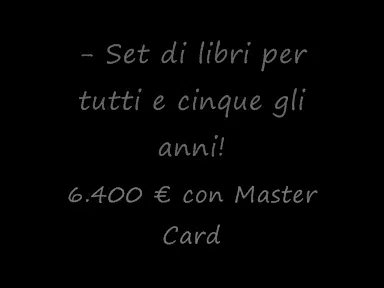 - Set di libri per
tutti e cinque gli
anni!
6.400 € con Master
Card